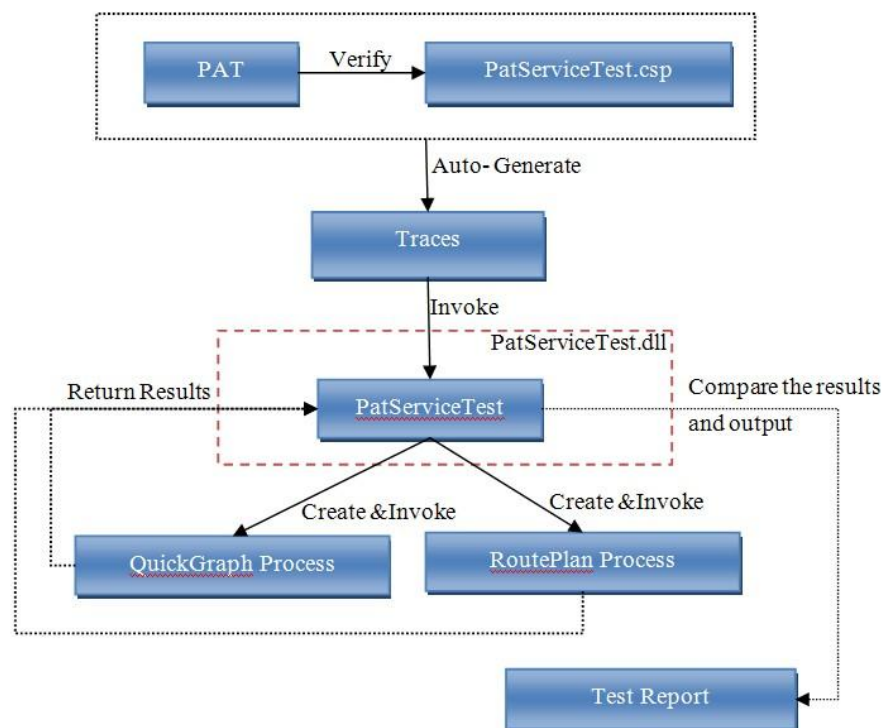 PAT
Verify
PatServiceTest.csp
Auto- Generate
Traces
Invoke
PatServiceTest.dll
Return Results
PatServiceTest
Compare the results
and output
Create &Invoke
Create &Invoke
QuickGraph Process
RoutePlan Process
Test Report